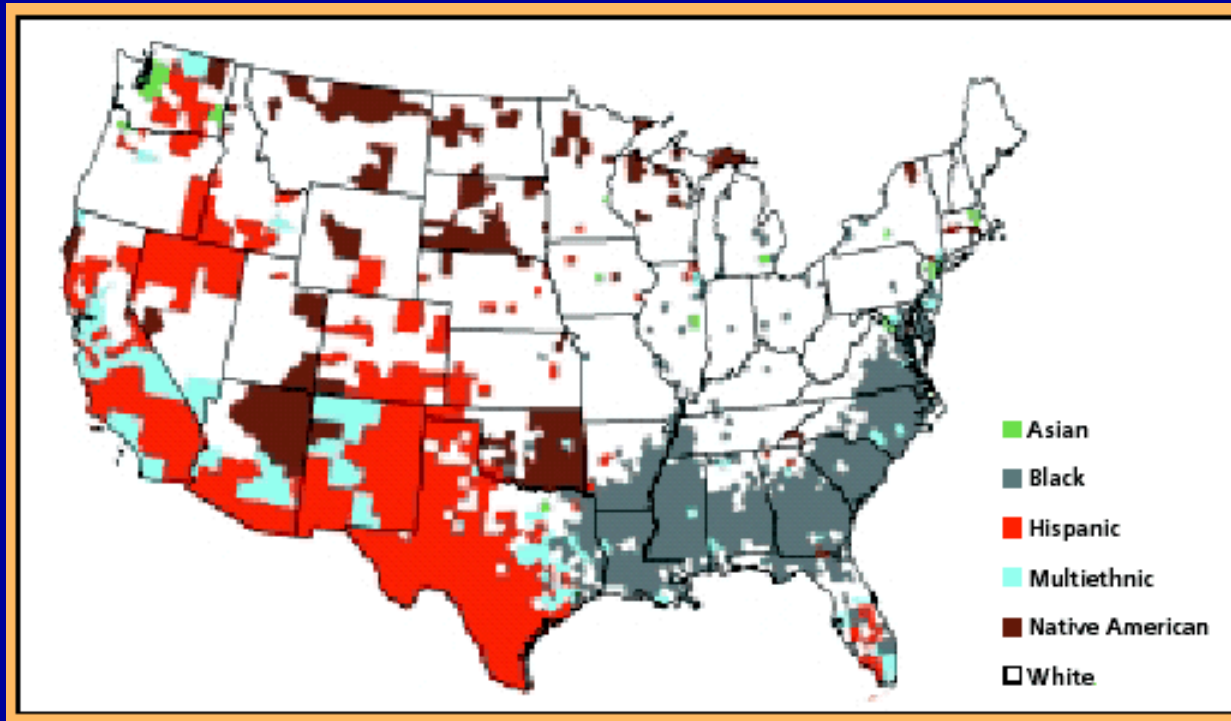 Asian
Black
Hispanic
Multiethnic
Native American
White